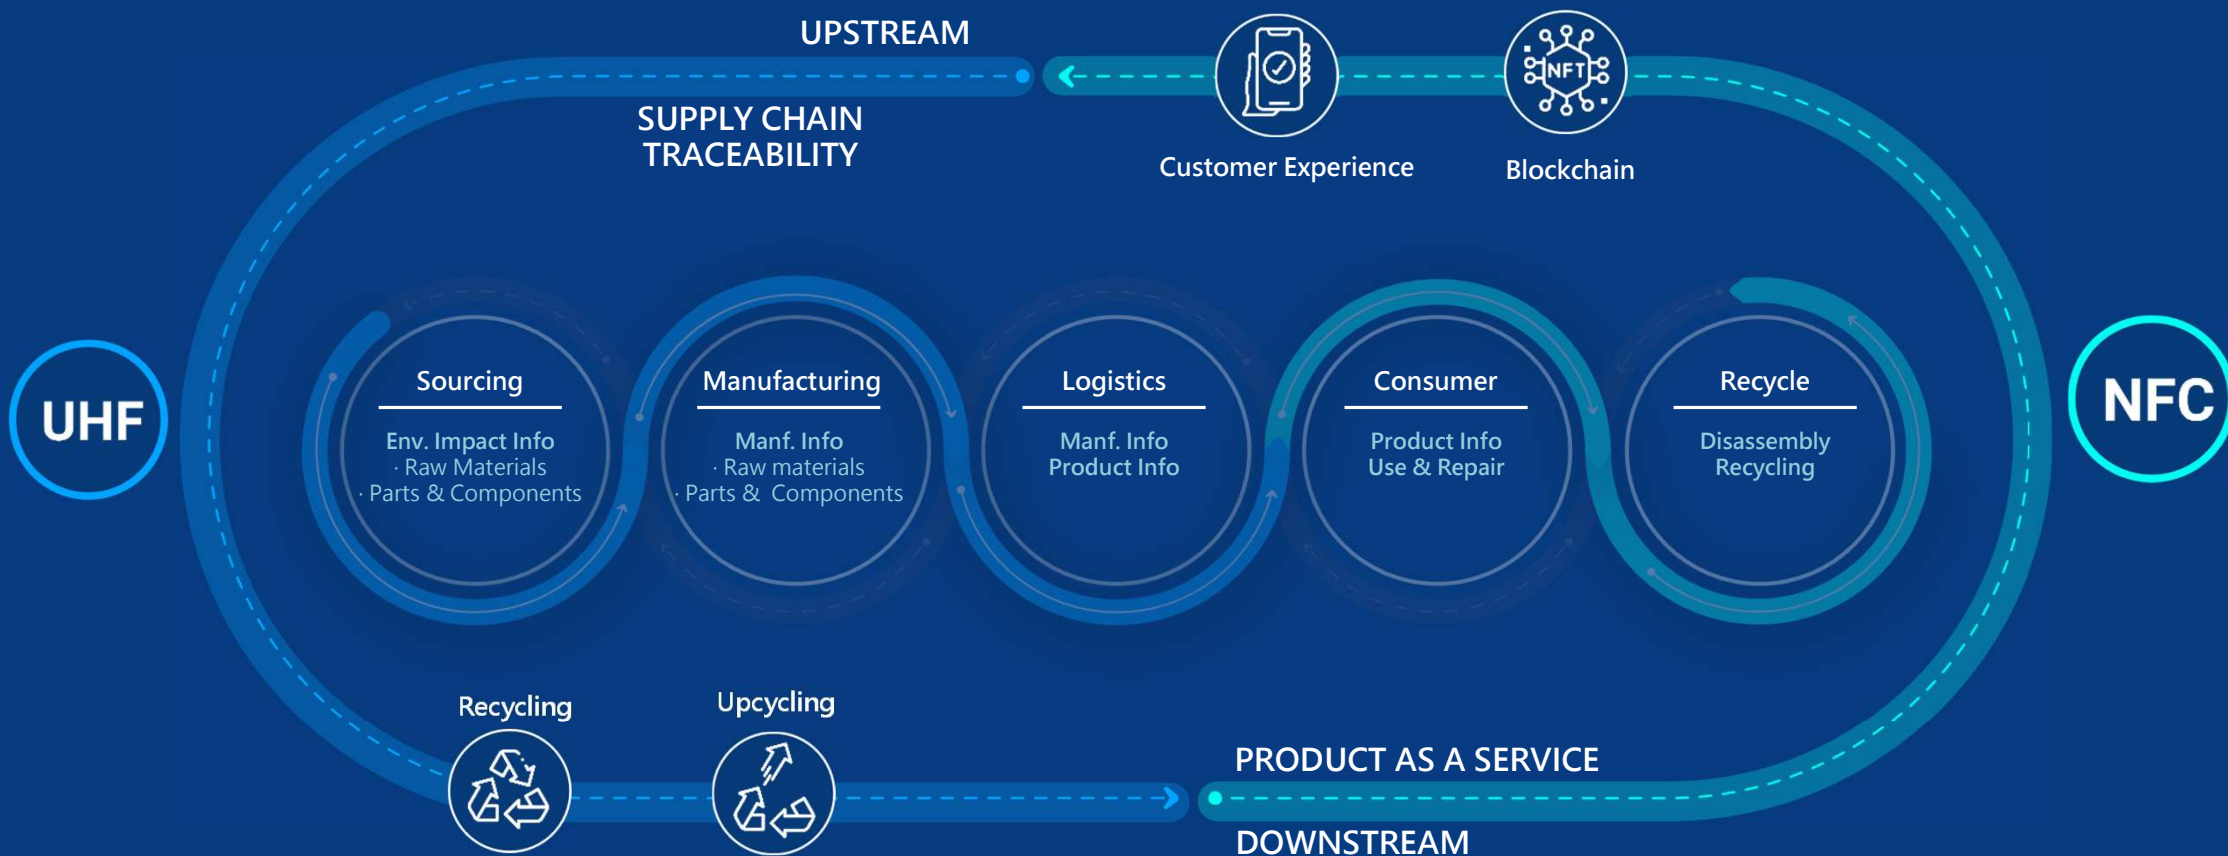 UPSTREAM
SUPPLY CHAIN
TRACEABILITY
Customer Experience
NFT
Blockchain
UHF
Sourcing
Env. Impact Info
· Raw Materials
· Parts & Components
Manufacturing
Manf. Info
· Raw materials
· Parts &  Components
Logistics
Manf. Info
Product Info
Consumer
Product Info
Use & Repair
Recycle
Disassembly
Recycling
NFC
Recycling
Upcycling
PRODUCT AS A SERVICE
DOWNSTREAM